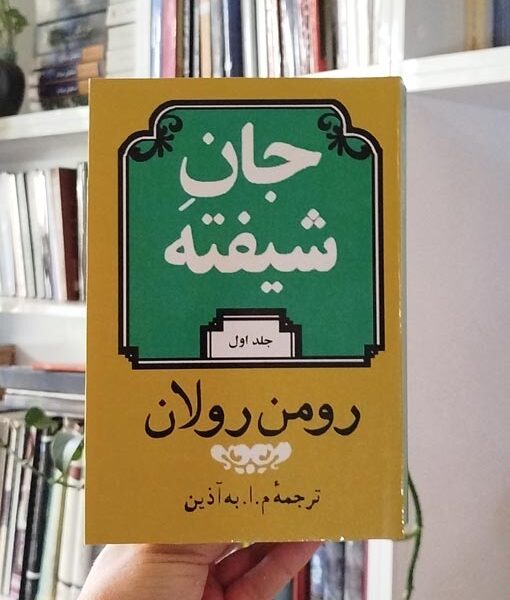 جانِ
شیفته
جلد اول
رومن رولان
ترجمهٔ م.ا. به‌آذین